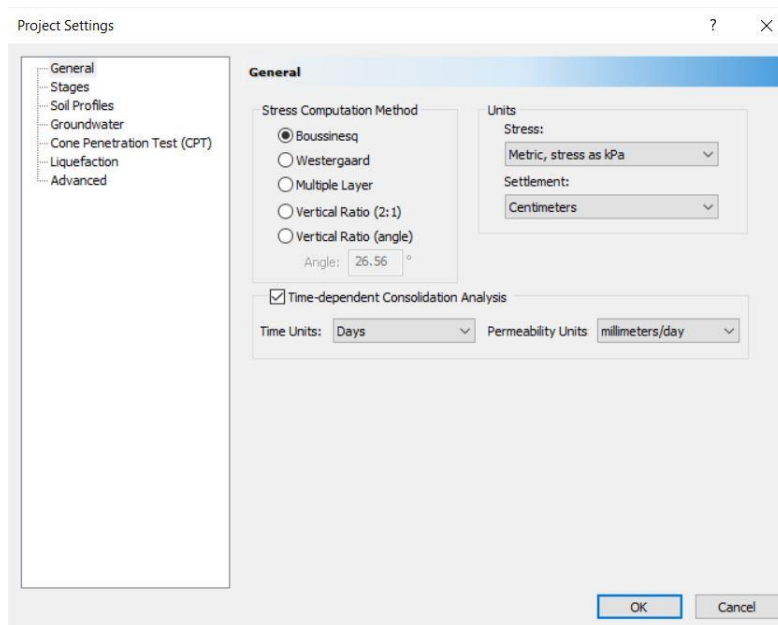 Project Settings
?
General
Stages
Soil Profiles
Groundwater
Cone Penetration Test (CPT)
Liquefaction
Advanced
General
Stress Computation Method
Boussinesq
Westergaard
Multiple Layer
Vertical Ratio (2:1)
Vertical Ratio (angle)
Angle: 26.56 °
Units
Stress:
Metric, stress as kPa
Settlement:
Centimeters
Time-dependent Consolidation Analysis
Time Units: Days Permeability Units millimeters/day
OK Cancel